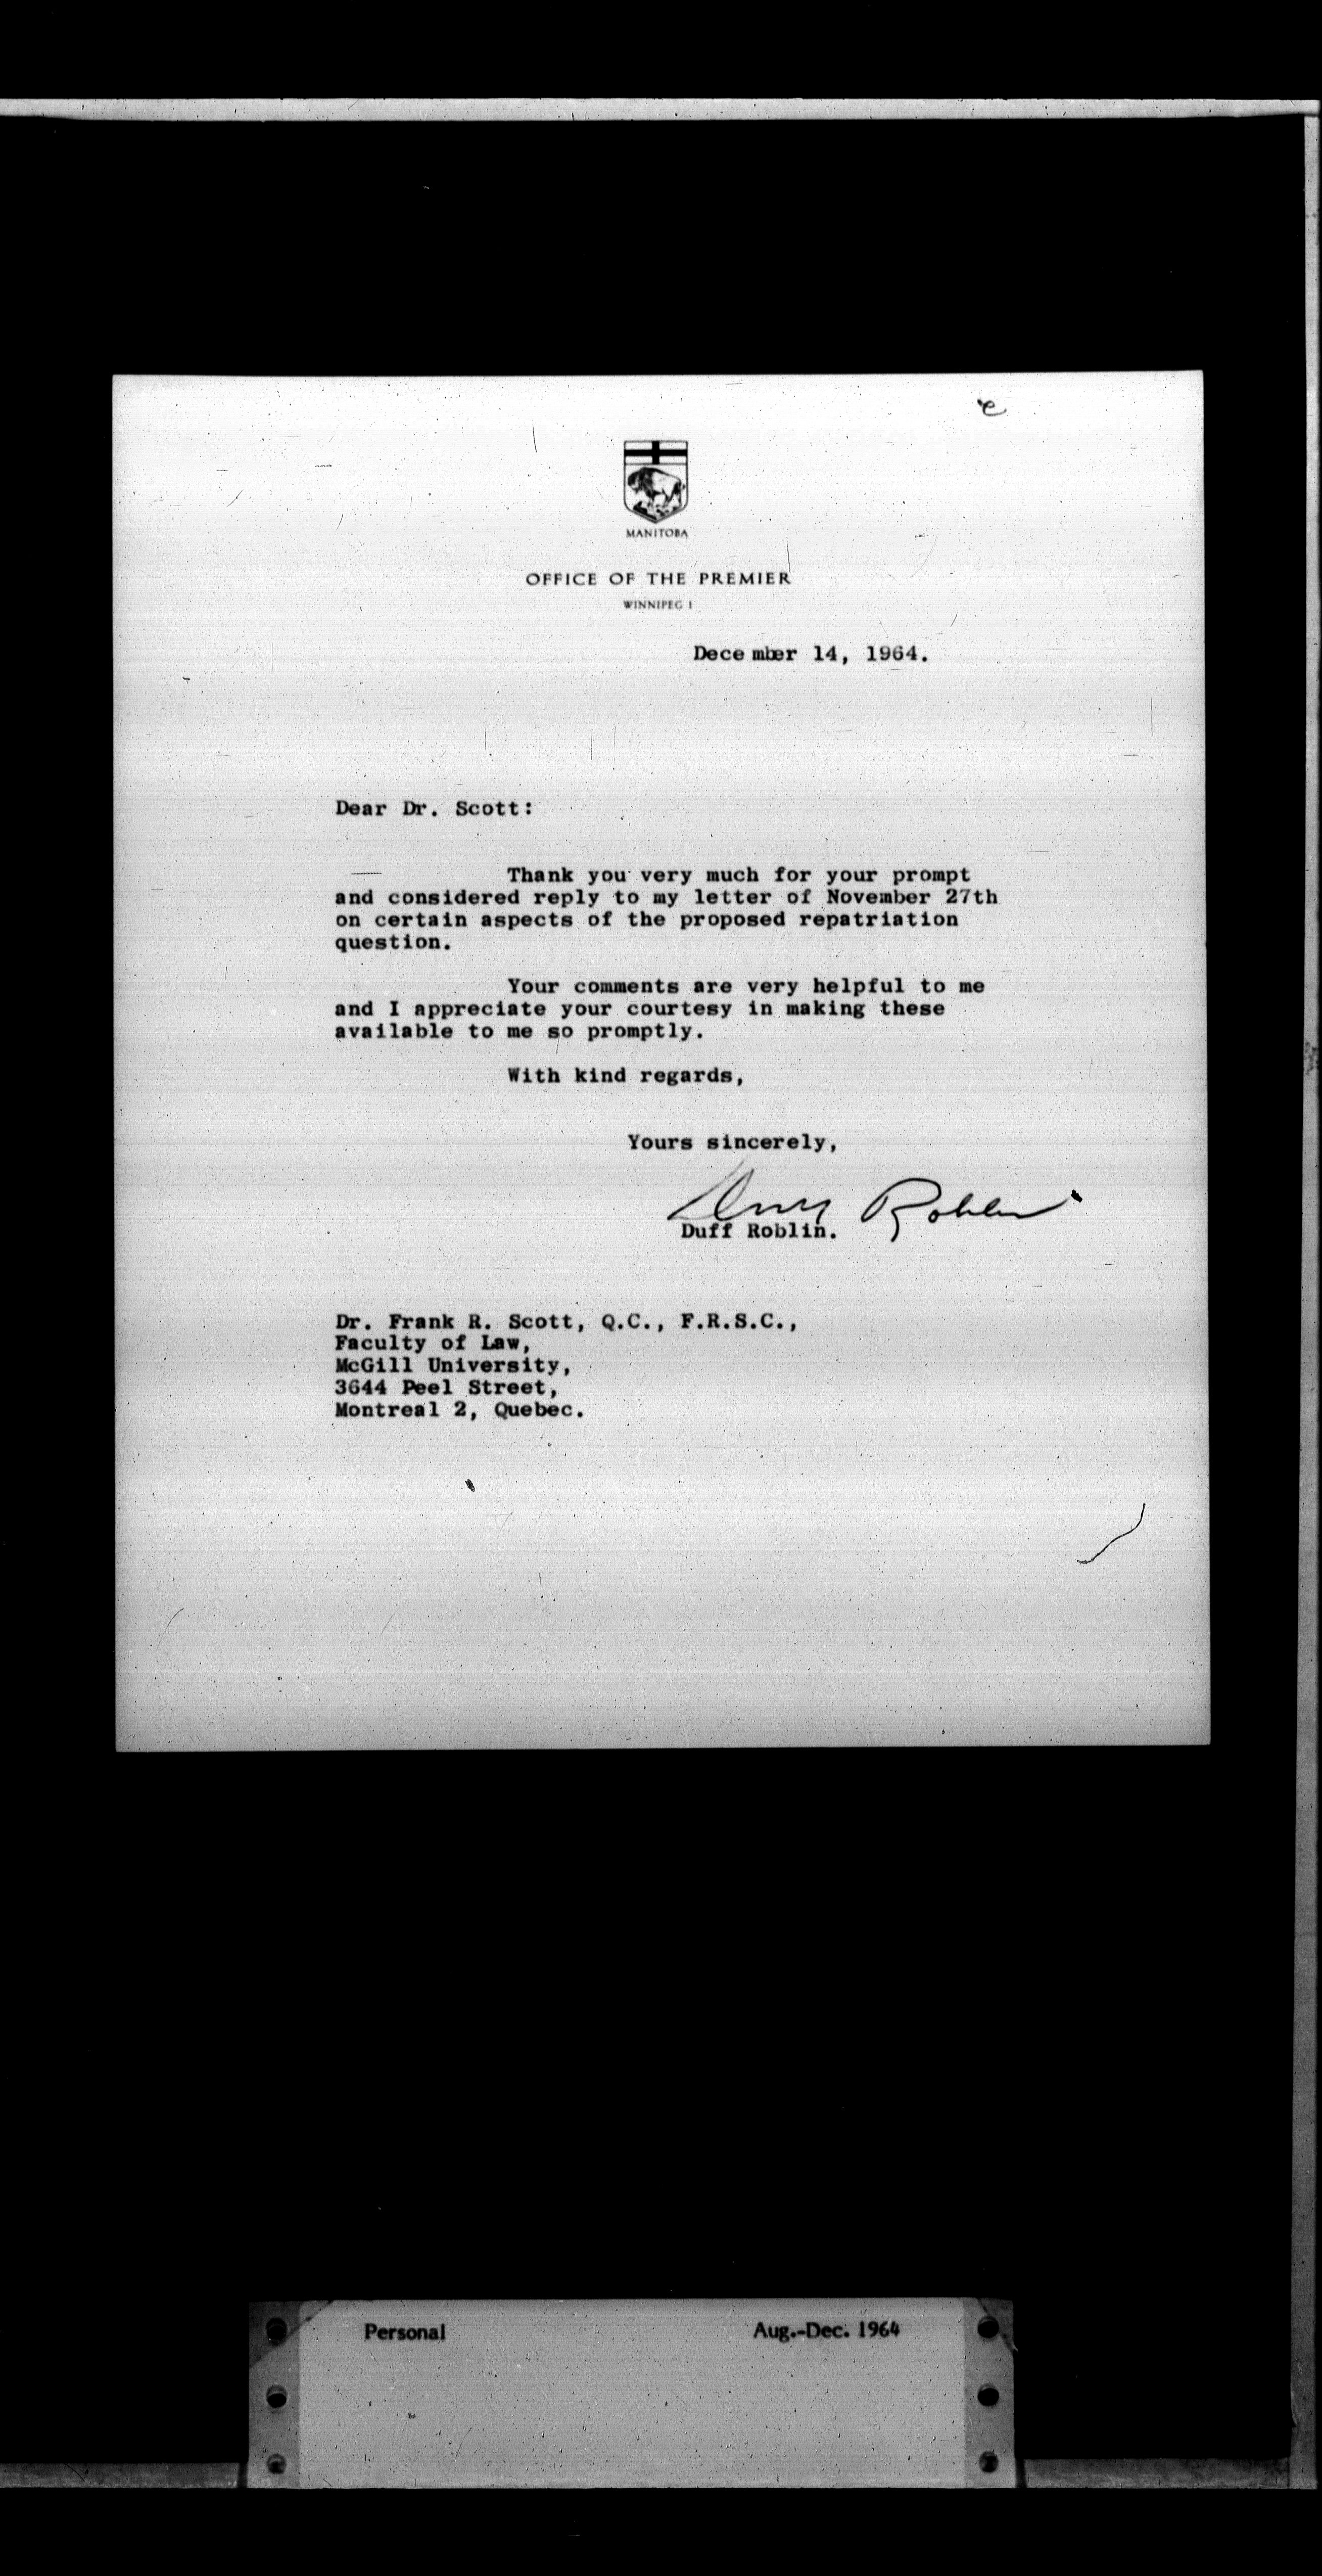 MANITOBA
OFFICE OF THE PREMIER
WINNIPEG 1
December 14, 1964.
Dear Dr. Scott:
Thank you very much for your prompt
and considered reply to my letter of November 27th
on certain aspects of the proposed repatriation
question.
Your comments are very helpful to me
and I appreciate your courtesy in making these
available to me so promptly.
With kind regards,
Yours sincerely,
Duff Roblin
Duff Roblin.
Dr. Frank R. Scott, Q.C., F.R.S.C.,
Faculty of Law,
McGill University,
3644 Peel Street,
Montreal 2, Quebec.
Personal Aug.-Dec. 1964